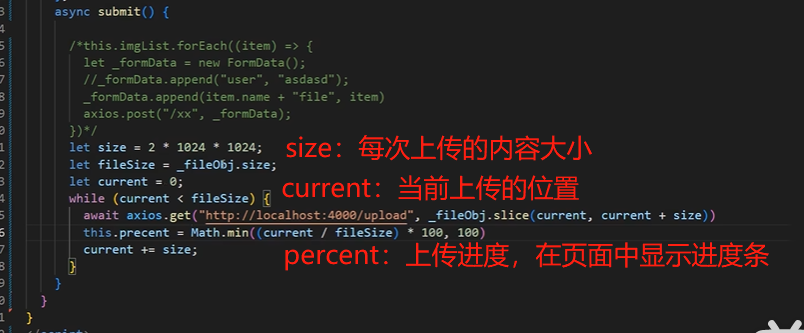 async submit() {
/*this.imgList.forEach((item) => {
let _formData = new FormData();
//_formData.append("user", "asdasd");
_formData.append(item.name + "file", item)
axios.post("/xx", _formData);
})*/
let size = 2 * 1024 * 1024; size：每次上传的内容大小
let fileSize = _fileObj.size;
let current = 0; current：当前上传的位置
while (current < fileSize) {
await axios.get("http://localhost:4000/upload", _fileObj.slice(current, current + size))
this.precent = Math.min((current / fileSize) * 100, 100)
current += size; percent：上传进度，在页面中显示进度条
}
}
}
}